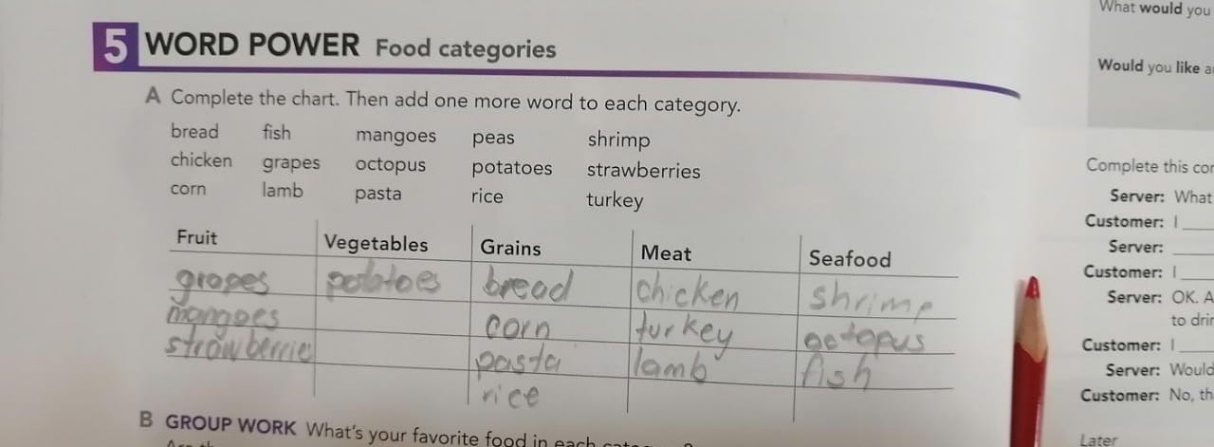 5 WORD POWER Food categories
A Complete the chart. Then add one more word to each category.
bread fish mangoes peas shrimp
chicken grapes octopus potatoes strawberries
corn lamb pasta rice turkey
Fruit Vegetables Grains Meat Seafood
grapes potatoes bread chicken shrimp
mangoes corn turkey octopus
strawberrie pasta lamb fish
rice
B GROUP WORK What's your favorite food in each
What would you
Would you like a
Complete this
Server: What
Customer: I
Server:
Customer: I
Server: OK. A
to
Customer: I
Server: Would
Customer: No,
Later